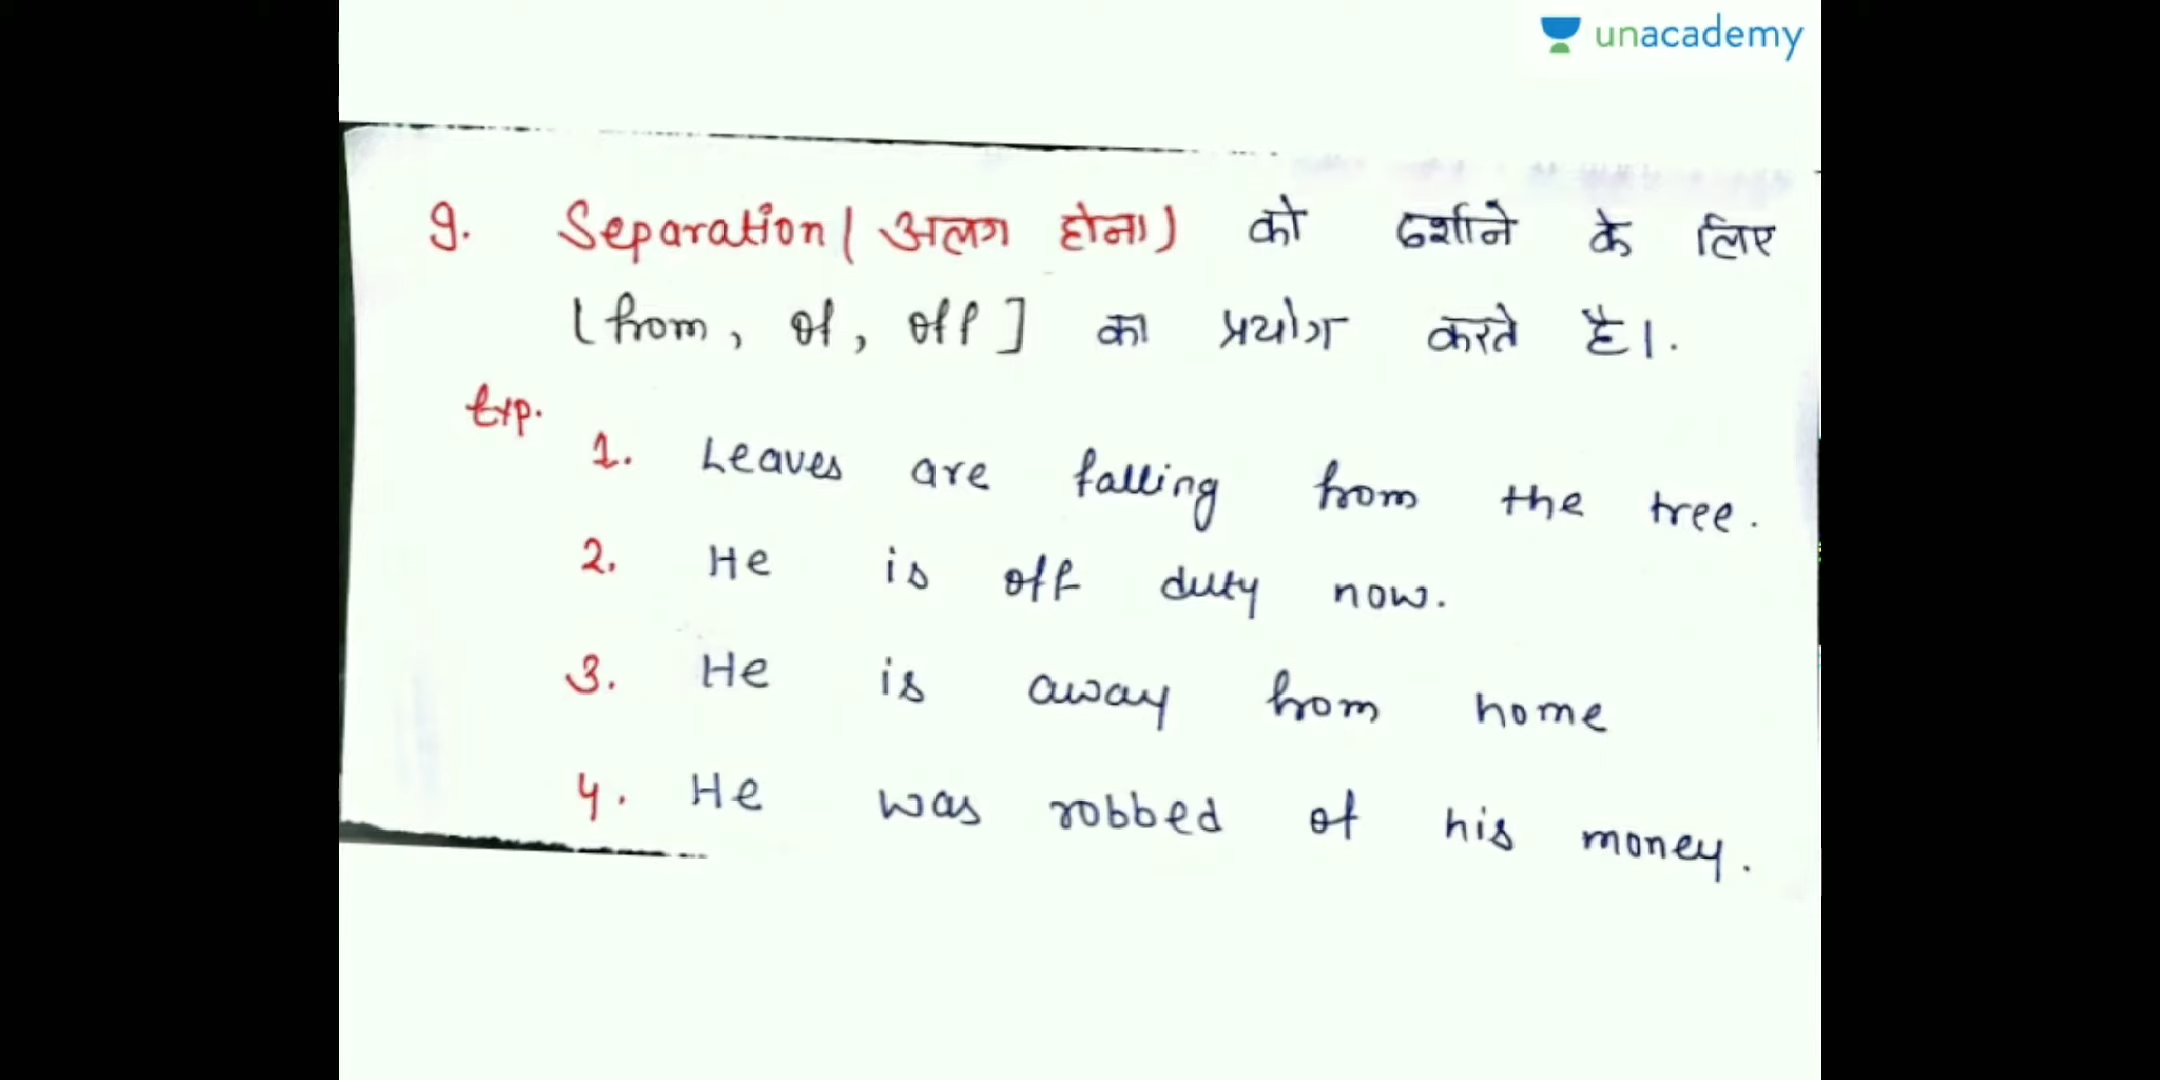 unacademy
9. Separation ( अलग होना ) को दर्शाने के लिए
[ from, of, off ] का प्रयोग करते है।.
Exp.
1. Leaves are falling from the tree.
2. He is off duty now.
3. He is away from home
4. He was robbed of his money.